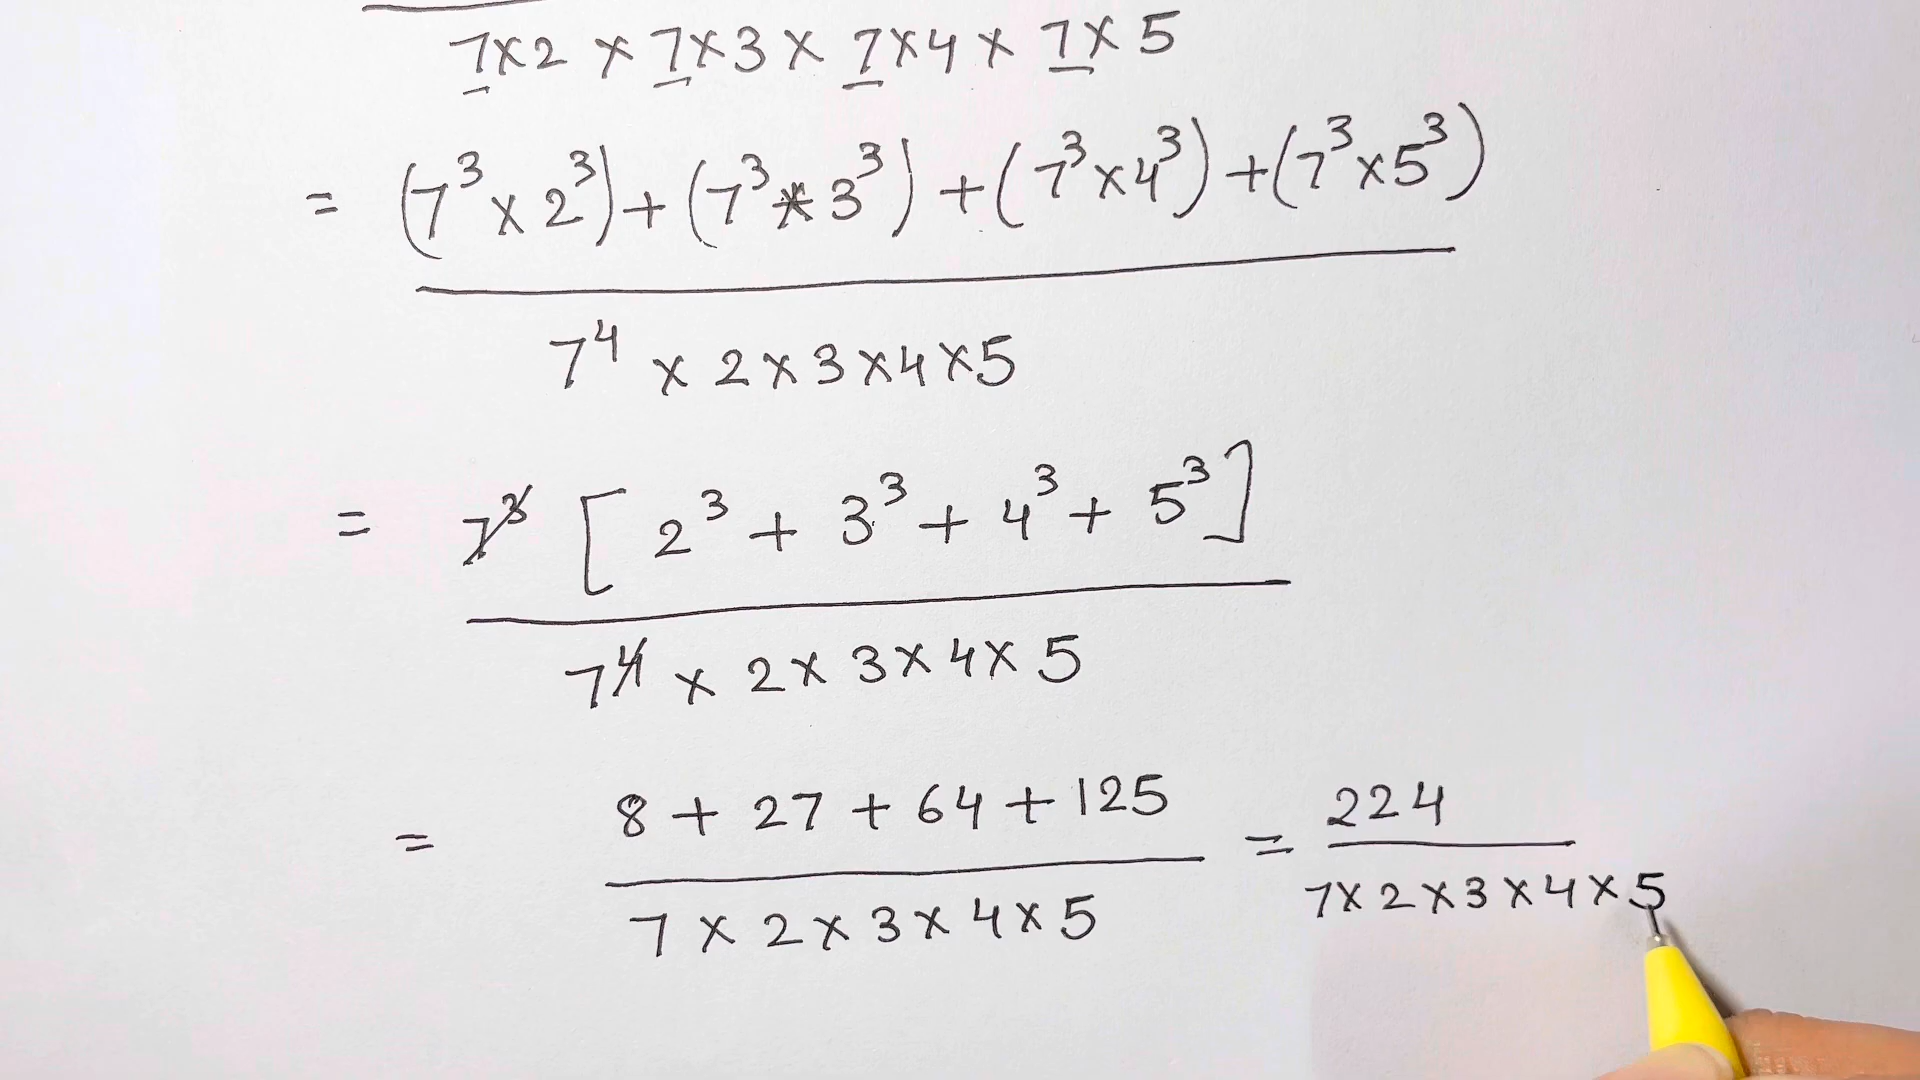 7×2 × 7×3 × 7×4 × 7×5
= (7³ × 2³) + (7³ × 3³) + (7³ × 4³) + (7³ × 5³)
7⁴ × 2 × 3 × 4 × 5
= 7³ [ 2³ + 3³ + 4³ + 5³ ]
7⁴ × 2 × 3 × 4 × 5
= 8 + 27 + 64 + 125 = 224
7 × 2 × 3 × 4 × 5 7 × 2 × 3 × 4 × 5